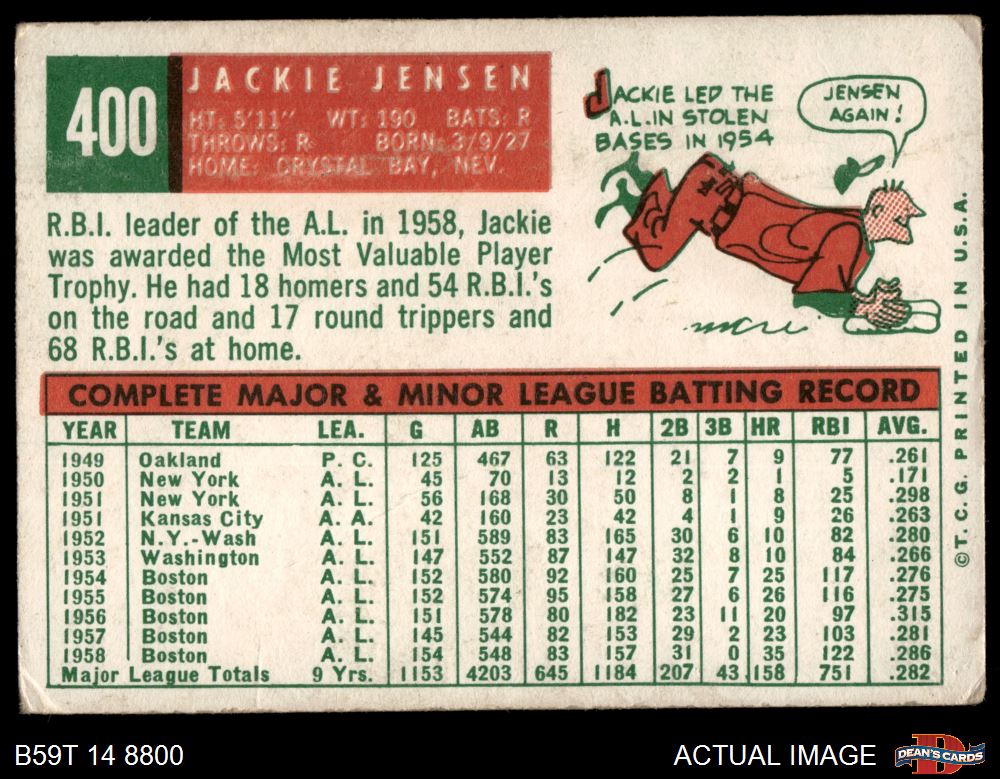 400
JACKIE JENSEN
HT: 5'11" WT: 190 BATS: R
THROWS: R BORN: 3/9/27
HOME: CRYSTAL BAY, NEV.
JACKIE LED THE
A.L. IN STOLEN
BASES IN 1954
JENSEN
AGAIN!
R.B.I. leader of the A.L. in 1958, Jackie
was awarded the Most Valuable Player
Trophy. He had 18 homers and 54 R.B.I.'s
on the road and 17 round trippers and
68 R.B.I.'s at home.
COMPLETE MAJOR & MINOR LEAGUE BATTING RECORD
YEAR TEAM LEA. G AB R H 2B 3B HR RBI AVG.
1949 Oakland P. C. 125 467 63 122 21 7 9 77 .261
1950 New York A. L. 45 70 13 12 2 2 1 5 .171
1951 New York A. L. 56 168 30 50 8 1 8 25 .298
1951 Kansas City A. A. 42 160 23 42 4 1 9 26 .263
1952 N.Y.-Wash A. L. 151 589 83 165 30 6 10 82 .280
1953 Washington A. L. 147 552 87 147 32 8 10 84 .266
1954 Boston A. L. 152 580 92 160 25 7 25 117 .276
1955 Boston A. L. 152 574 95 158 27 6 26 116 .275
1956 Boston A. L. 151 578 80 182 23 11 20 97 .315
1957 Boston A. L. 145 544 82 153 29 2 23 103 .281
1958 Boston A. L. 154 548 83 157 31 0 35 122 .286
Major League Totals 9 Yrs. 1153 4203 645 1184 207 43 158 751 .282
© T. C. G. PRINTED IN U.S.A.
B59T 14 8800
ACTUAL IMAGE
DEAN'S CARDS